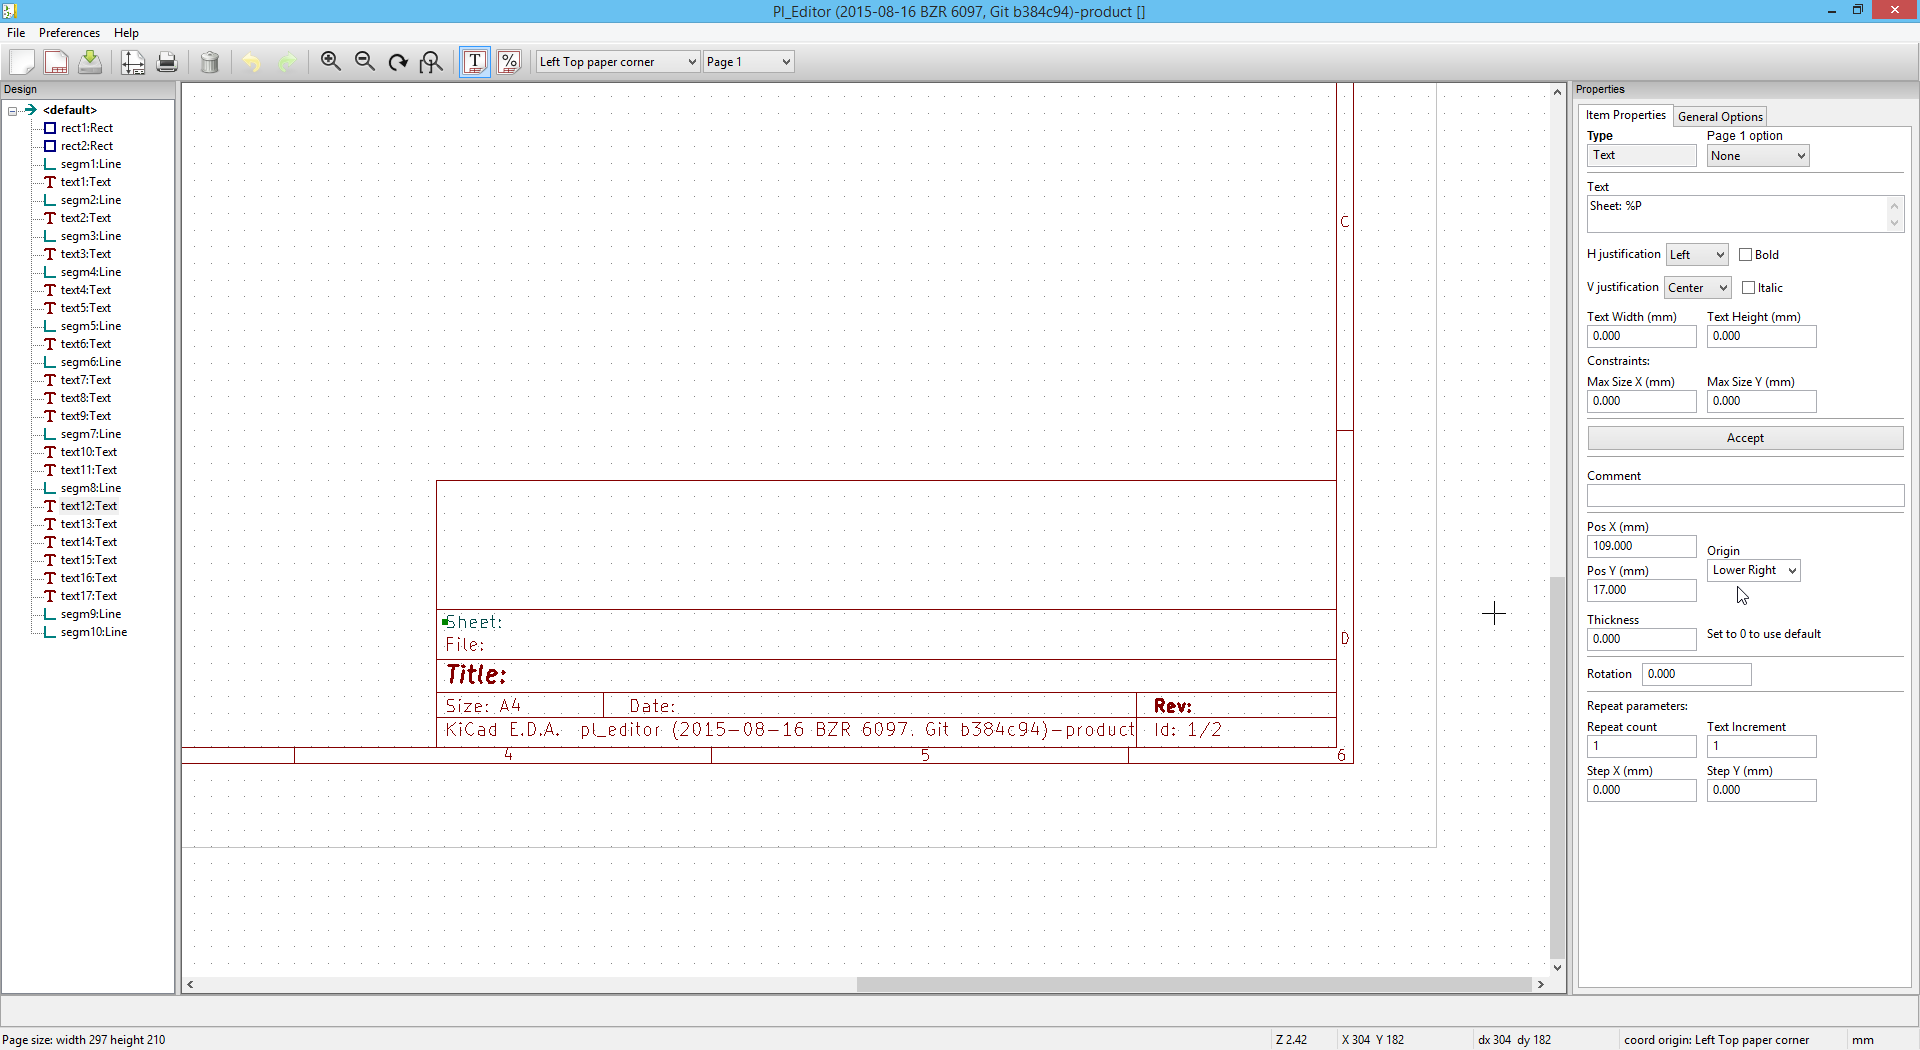 Pl_Editor (2015-08-16 BZR 6097, Git b384c94)-product []
File Preferences Help
T % Left Top paper corner Page 1
Design
<default>
rect1:Rect
rect2:Rect
segm1:Line
text1:Text
segm2:Line
text2:Text
segm3:Line
text3:Text
segm4:Line
text4:Text
text5:Text
segm5:Line
text6:Text
segm6:Line
text7:Text
text8:Text
text9:Text
segm7:Line
text10:Text
text11:Text
segm8:Line
text12:Text
text13:Text
text14:Text
text15:Text
text16:Text
text17:Text
segm9:Line
segm10:Line
C
Sheet:
File:
D
Title:
Size: A4 Date: Rev:
KiCad E.D.A. pl_editor (2015-08-16 BZR 6097, Git b384c94)-product Id: 1/2
4 5 6
Properties
Item Properties General Options
Type Page 1 option
Text None
Text
Sheet: %P
H justification Left Bold
V justification Center Italic
Text Width (mm) Text Height (mm)
0.000 0.000
Constraints:
Max Size X (mm) Max Size Y (mm)
0.000 0.000
Accept
Comment
Pos X (mm)
109.000
Origin
Pos Y (mm) Lower Right
17.000
Thickness
0.000 Set to 0 to use default
Rotation 0.000
Repeat parameters:
Repeat count Text Increment
1 1
Step X (mm) Step Y (mm)
0.000 0.000
Page size: width 297 height 210 Z 2.42 X 304 Y 182 dx 304 dy 182 coord origin: Left Top paper corner mm